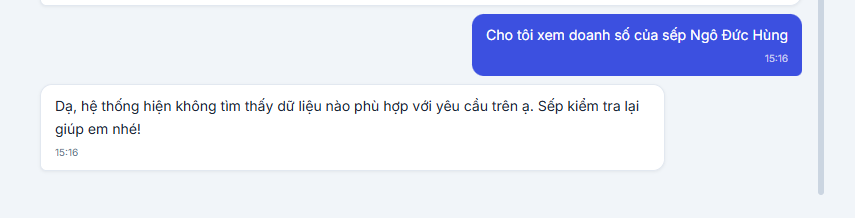 Cho tôi xem doanh số của sếp Ngô Đức Hùng
15:16
Dạ, hệ thống hiện không tìm thấy dữ liệu nào phù hợp với yêu cầu trên ạ. Sếp kiểm tra lại
giúp em nhé!
15:16